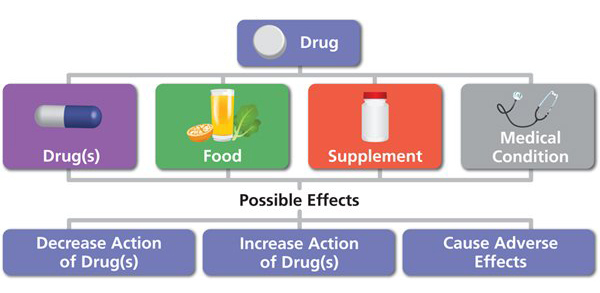 Drug
Drug(s)
Food
Supplement
Medical
Condition
Possible Effects
Decrease Action
of Drug(s)
Increase Action
of Drug(s)
Cause Adverse
Effects